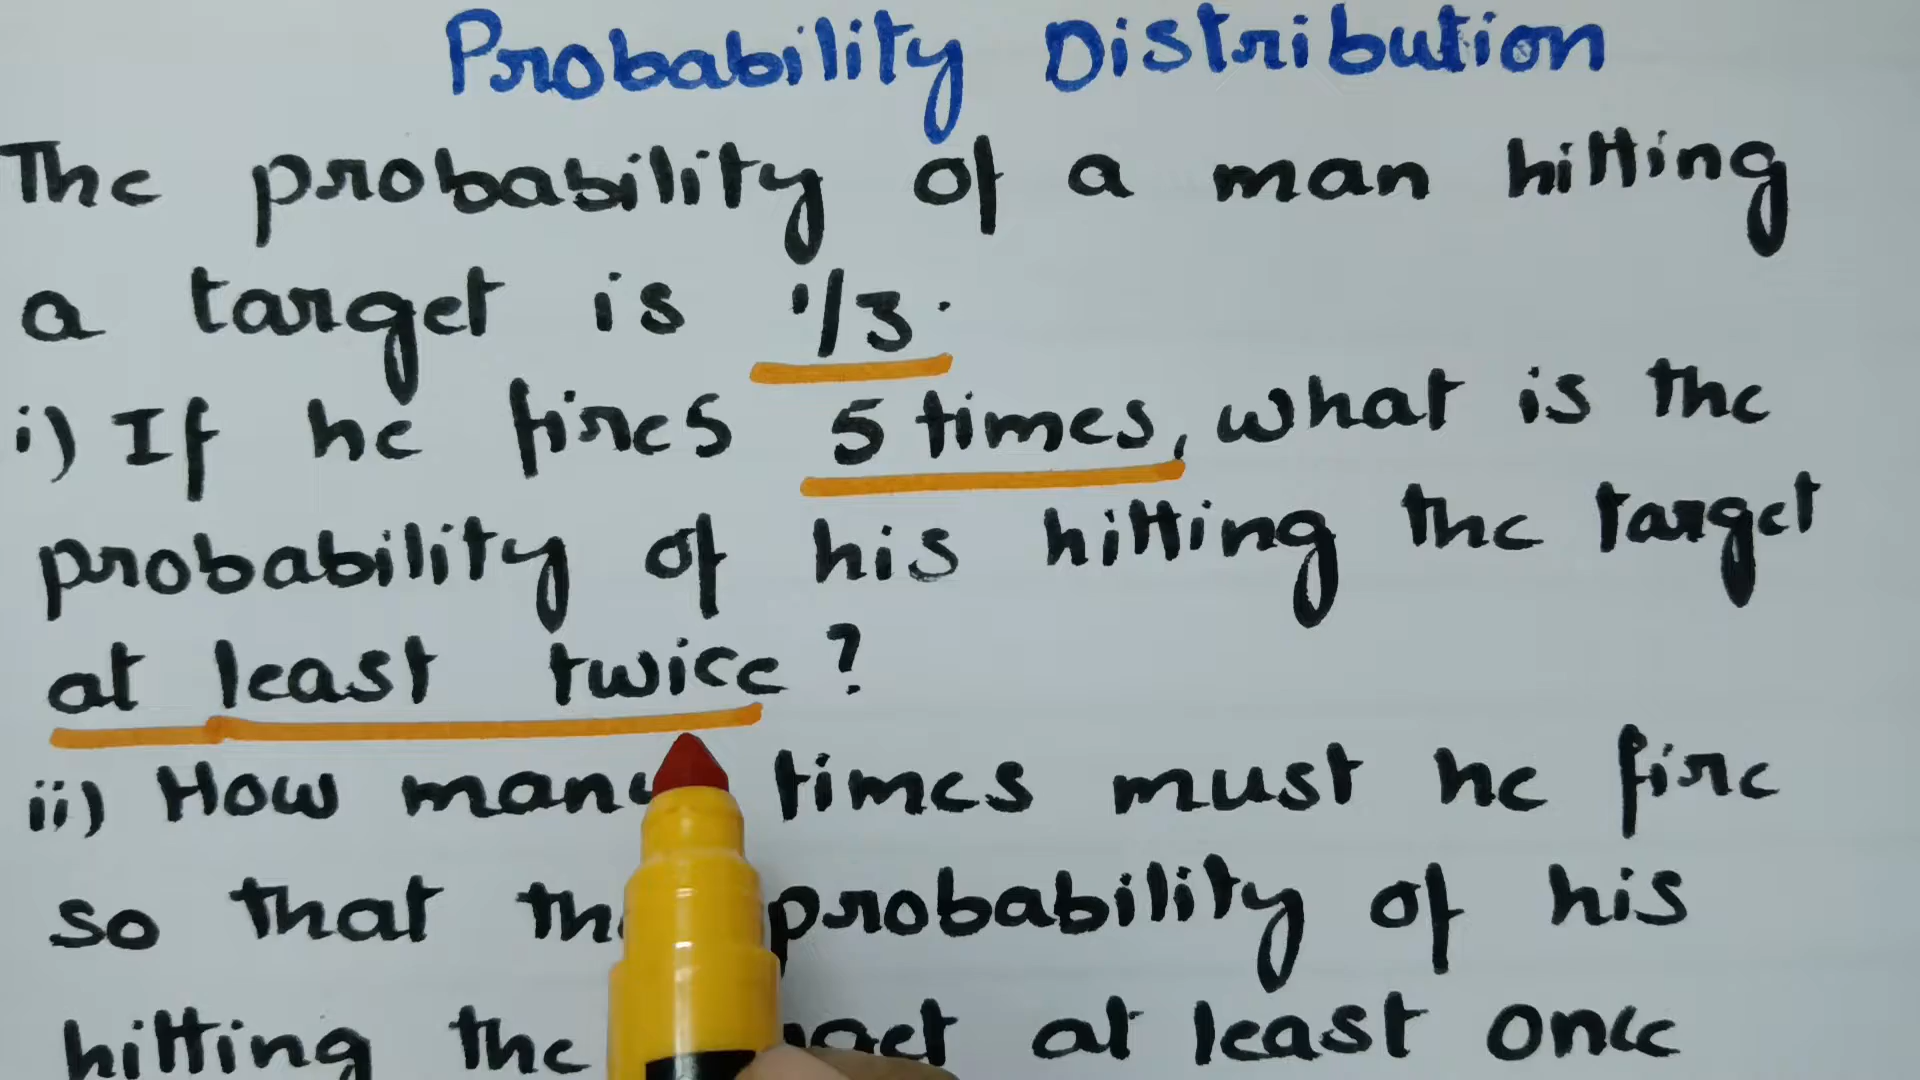 Probability Distribution
The probability of a man hitting
a target is 1/3.
i) If he fires 5 times, what is the
probability of his hitting the target
at least twice?
ii) How many times must he fire
so that the probability of his
hitting the at least once